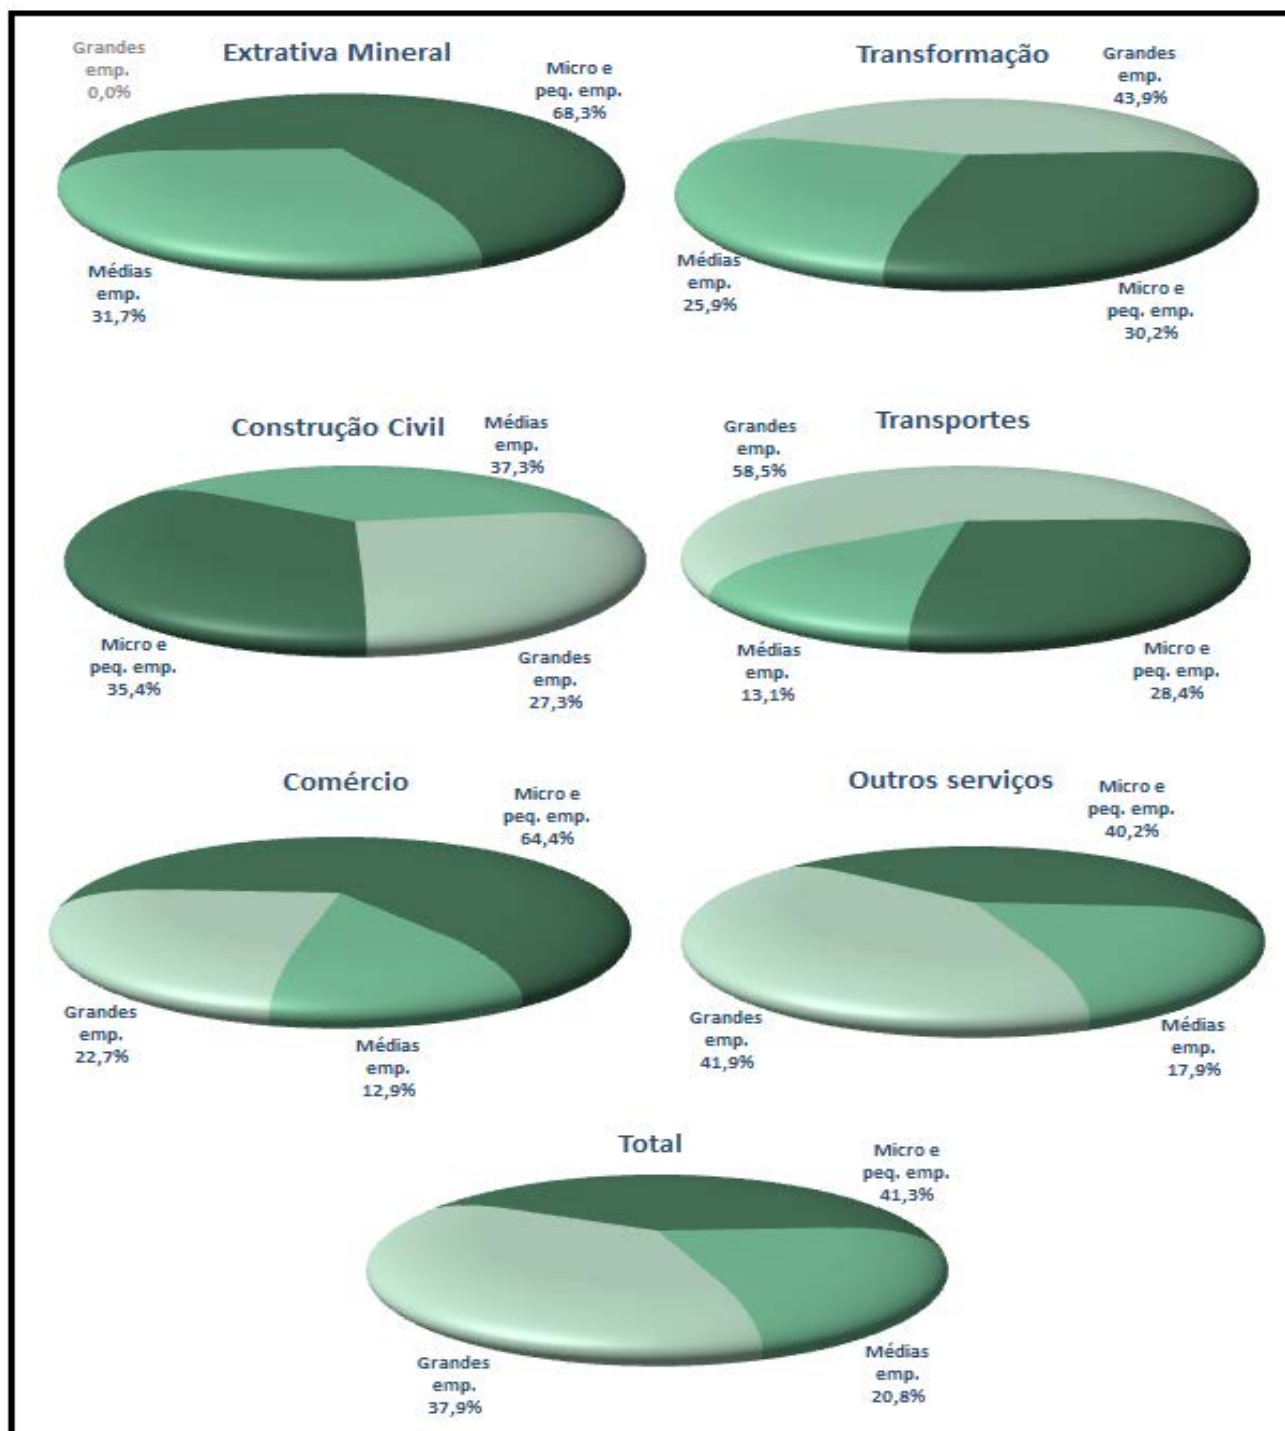 Extrativa Mineral
Grandes
emp.
0,0%
Micro e
peq. emp.
68,3%
Médias
emp.
31,7%
Transformação
Grandes
emp.
43,9%
Médias
emp.
25,9%
Micro e
peq. emp.
30,2%
Construção Civil
Médias
emp.
37,3%
Micro e
peq. emp.
35,4%
Grandes
emp.
27,3%
Transportes
Grandes
emp.
58,5%
Médias
emp.
13,1%
Micro e
peq. emp.
28,4%
Comércio
Micro e
peq. emp.
64,4%
Grandes
emp.
22,7%
Médias
emp.
12,9%
Outros serviços
Micro e
peq. emp.
40,2%
Grandes
emp.
41,9%
Médias
emp.
17,9%
Total
Micro e
peq. emp.
41,3%
Grandes
emp.
37,9%
Médias
emp.
20,8%